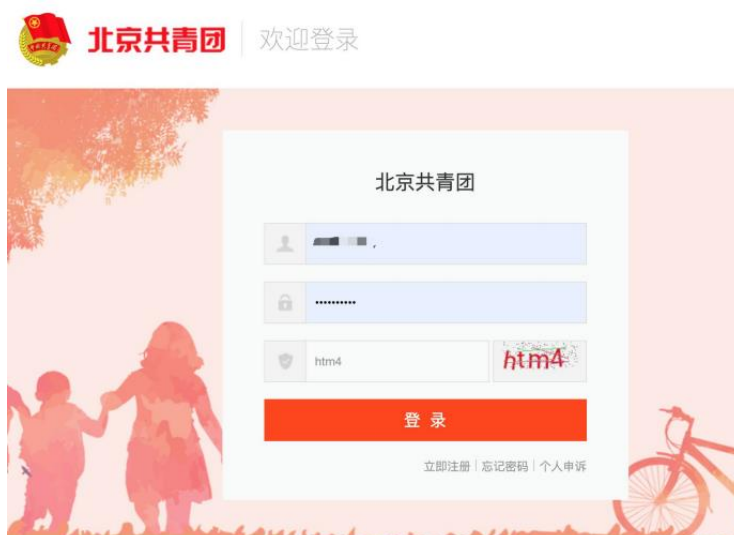 北京共青团 欢迎登录
北京共青团
,
••••••••••
htm4 htm4
登录
立即注册 | 忘记密码 | 个人申诉